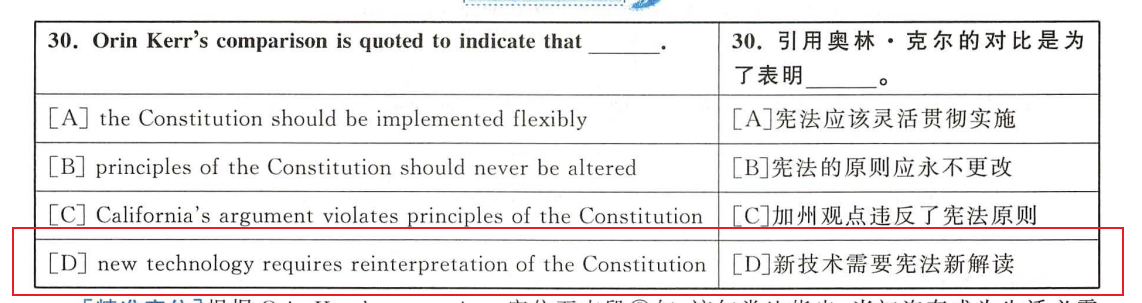 30. Orin Kerr's comparison is quoted to indicate that ______.
30. 引用奥林·克尔的对比是为
了表明______。
[A] the Constitution should be implemented flexibly
[A]宪法应该灵活贯彻实施
[B] principles of the Constitution should never be altered
[B]宪法的原则应永不更改
[C] California's argument violates principles of the Constitution
[C]加州观点违反了宪法原则
[D] new technology requires reinterpretation of the Constitution
[D]新技术需要宪法新解读